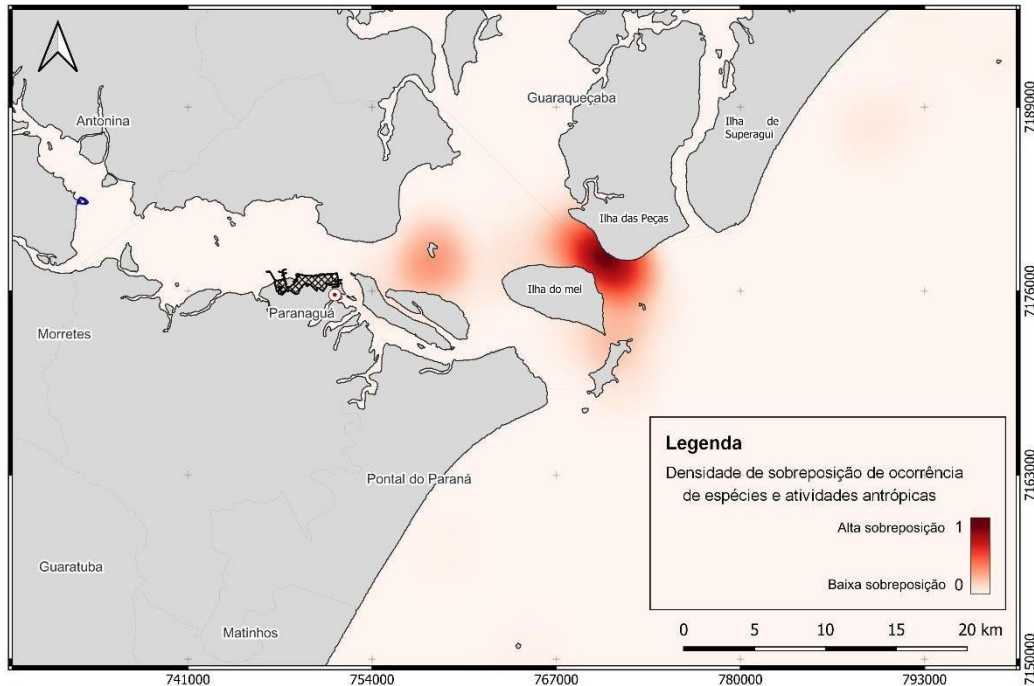 Guaraqueçaba
Antonina
Ilha de
Superagui
Ilha das Peças
Ilha do mel
Paranaguá
Morretes
Pontal do Paraná
Guaratuba
Matinhos
Legenda
Densidade de sobreposição de ocorrência
de espécies e atividades antrópicas
Alta sobreposição 1
Baixa sobreposição 0
0 5 10 15 20 km
7189000
7176000
7163000
7150000
741000 754000 767000 780000 793000